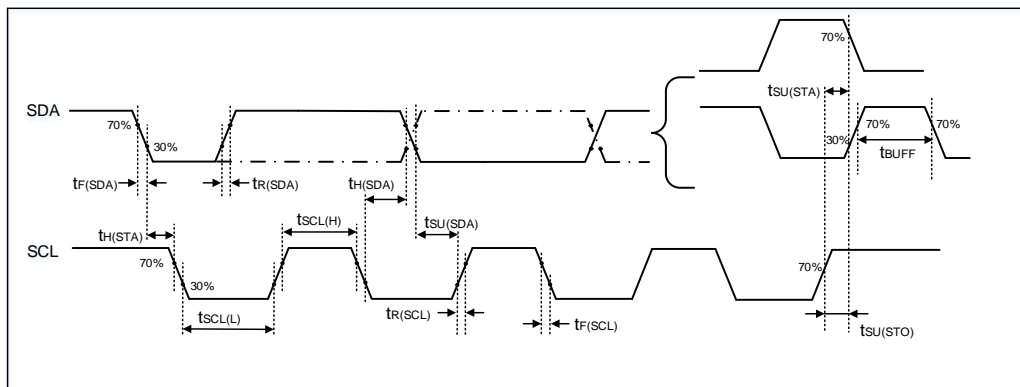 70%
tSU(STA)
SDA
70%
30%
30%
70%
70%
tBUFF
tF(SDA)
tR(SDA)
tH(SDA)
tSCL(H)
tSU(SDA)
tH(STA)
SCL
70%
30%
70%
tSCL(L)
tR(SCL)
tF(SCL)
tSU(STO)